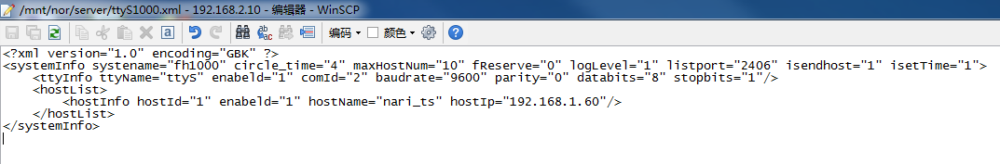 /mnt/nor/server/ttyS1000.xml - 192.168.2.10 - 编辑器 - WinSCP
编码 颜色
<?xml version="1.0" encoding="GBK" ?>
<systemInfo systename="fh1000" circle_time="4" maxHostNum="10" fReserve="0" logLevel="1" listport="2406" isendhost="1" isetTime="1">
<ttyInfo ttyName="ttyS" enabeld="1" comId="2" baudrate="9600" parity="0" databits="8" stopbits="1"/>
<hostList>
<hostInfo hostId="1" enabeld="1" hostName="nari_ts" hostIp="192.168.1.60"/>
</hostList>
</systemInfo>